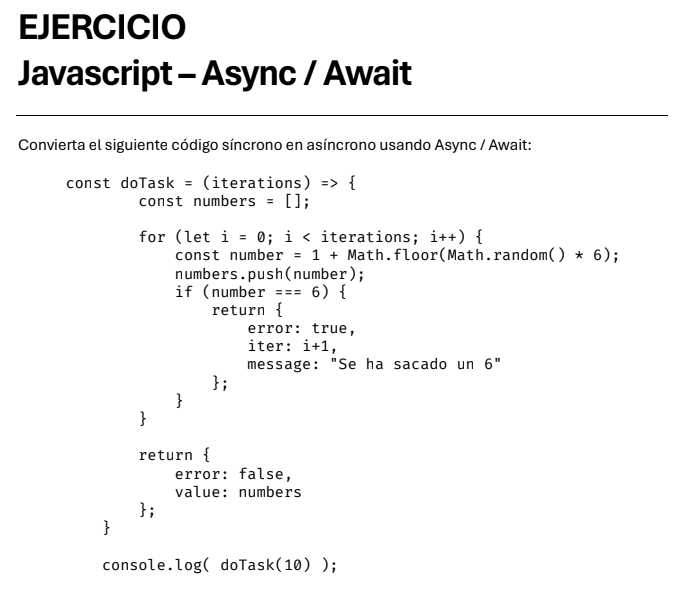 EJERCICIO
Javascript – Async / Await
Convierta el siguiente código síncrono en asíncrono usando Async / Await:
const doTask = (iterations) => {
const numbers = [];
for (let i = 0; i < iterations; i++) {
const number = 1 + Math.floor(Math.random() * 6);
numbers.push(number);
if (number === 6) {
return {
error: true,
iter: i+1,
message: "Se ha sacado un 6"
};
}
}
return {
error: false,
value: numbers
};
}
console.log( doTask(10) );